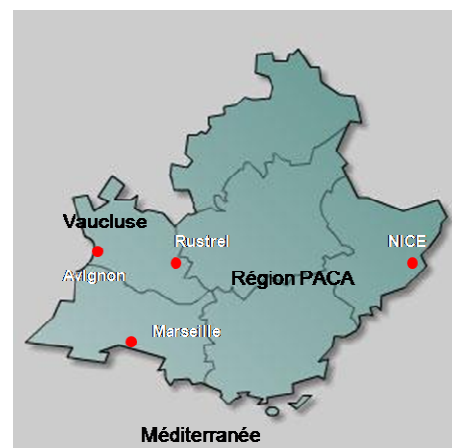 Vaucluse
Rustrel
NICE
Avignon
Région PACA
Marseille
Méditerranée